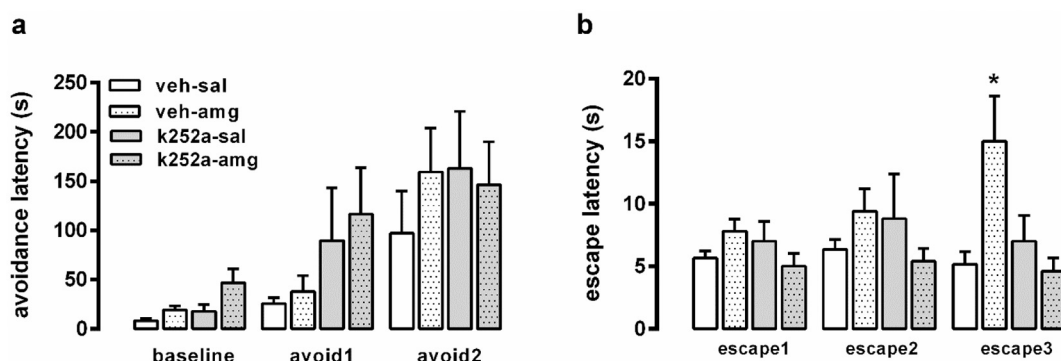 a
avoidance latency (s)
250
200
150
100
50
0
veh-sal
veh-amg
k252a-sal
k252a-amg
baseline avoid1 avoid2
b
escape latency (s)
20
15
10
5
0
*
escape1 escape2 escape3